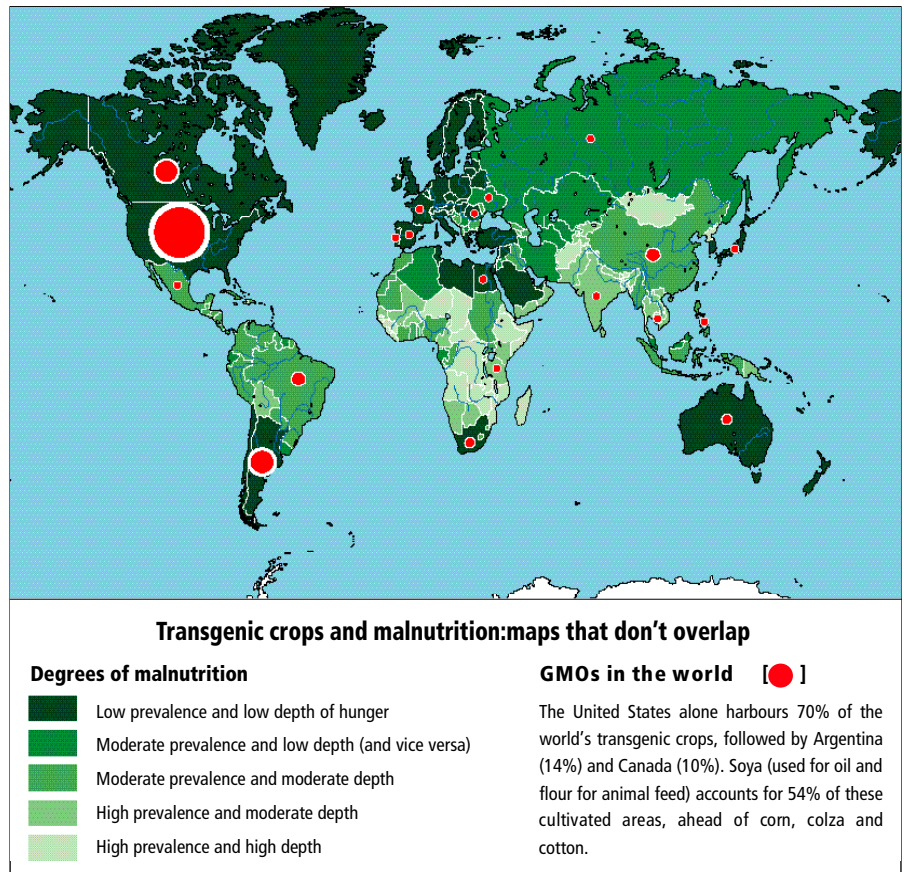 Transgenic crops and malnutrition:maps that don't overlap
Degrees of malnutrition
Low prevalence and low depth of hunger
Moderate prevalence and low depth (and vice versa)
Moderate prevalence and moderate depth
High prevalence and moderate depth
High prevalence and high depth
GMOs in the world [ ]
The United States alone harbours 70% of the
world's transgenic crops, followed by Argentina
(14%) and Canada (10%). Soya (used for oil and
flour for animal feed) accounts for 54% of these
cultivated areas, ahead of corn, colza and
cotton.